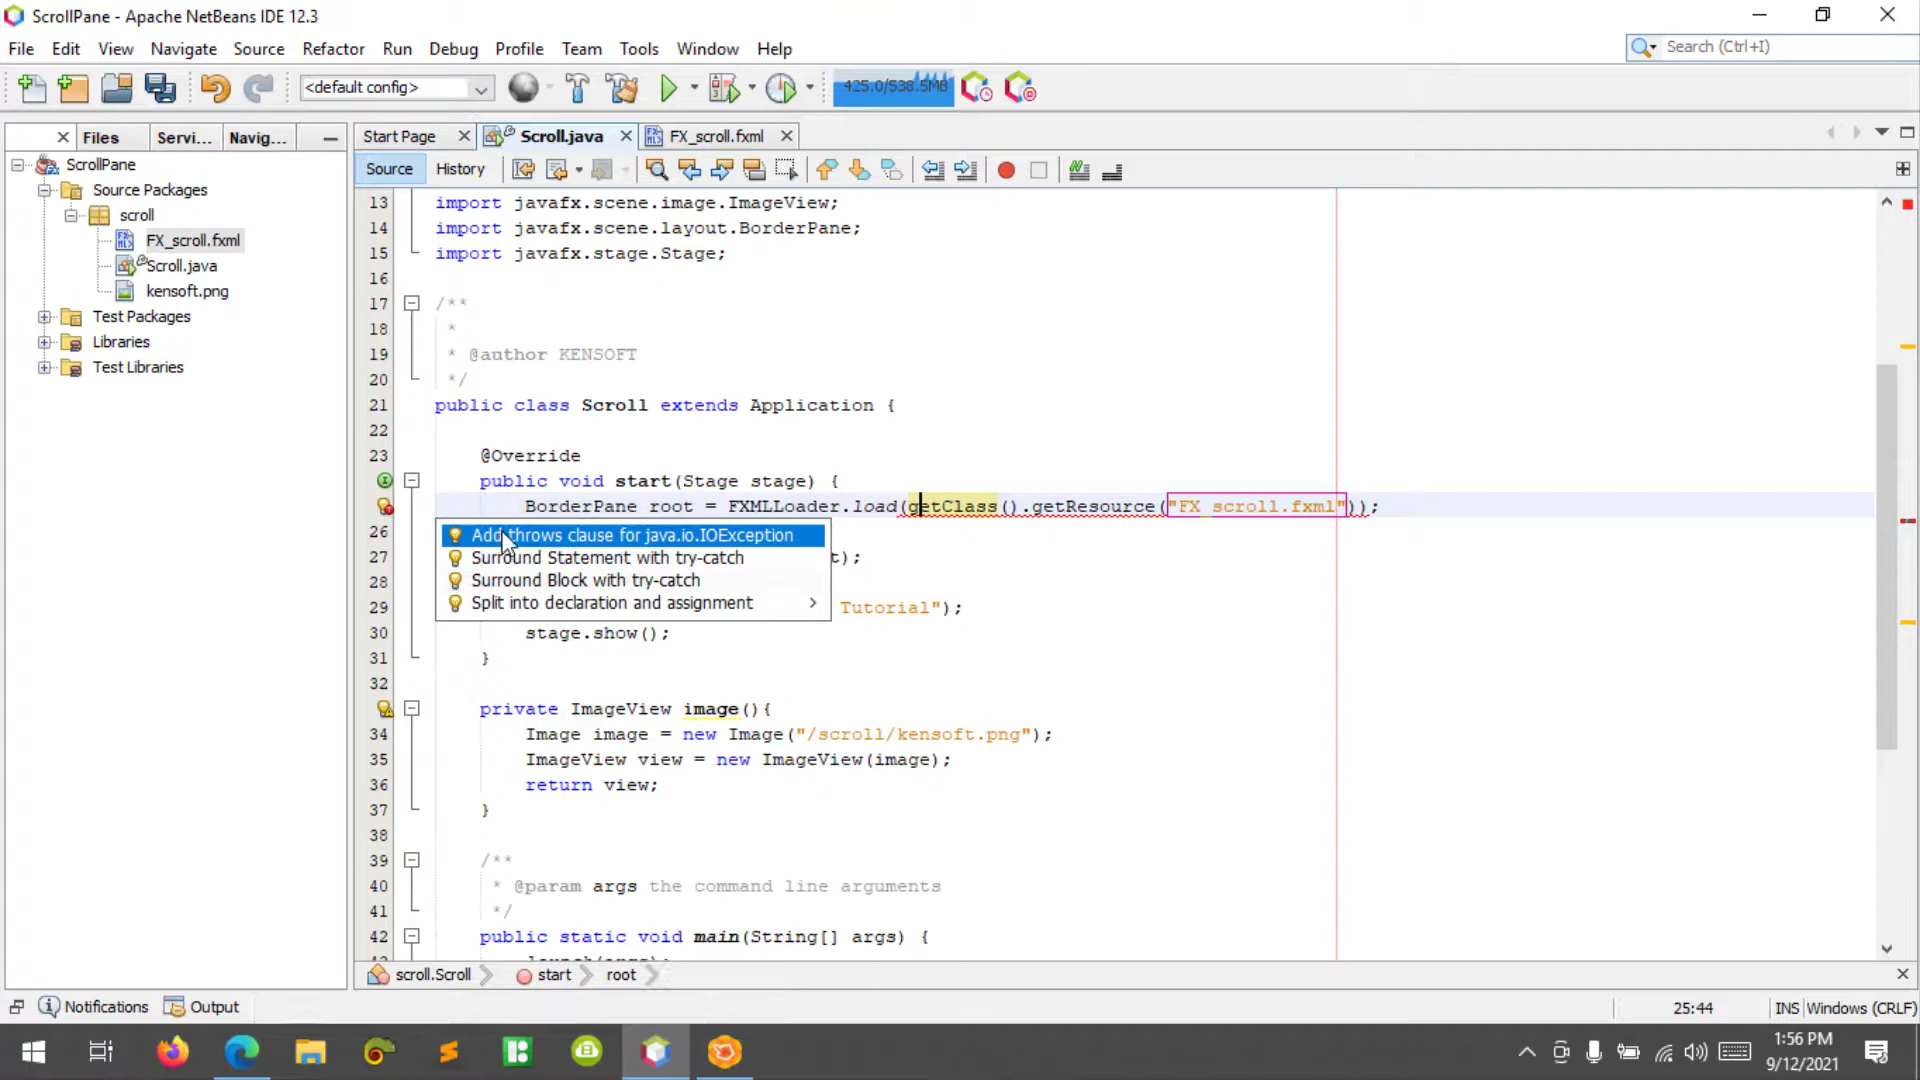 ScrollPane - Apache NetBeans IDE 12.3
File Edit View Navigate Source Refactor Run Debug Profile Team Tools Window Help
Search (Ctrl+I)
<default config>
425.0/538.5MB
Files Servi... Navig...
Start Page Scroll.java FX_scroll.fxml
Source History
ScrollPane
Source Packages
scroll
FX_scroll.fxml
Scroll.java
kensoft.png
Test Packages
Libraries
Test Libraries
13 import javafx.scene.image.ImageView;
14 import javafx.scene.layout.BorderPane;
15 import javafx.stage.Stage;
16
17 /**
18 *
19 * @author KENSOFT
20 */
21 public class Scroll extends Application {
22
23 @Override
public void start(Stage stage) {
BorderPane root = FXMLLoader.load(getClass().getResource("FX_scroll.fxml"));
26
27 t);
28
29 Tutorial");
30 stage.show();
31 }
32
private ImageView image(){
34 Image image = new Image("/scroll/kensoft.png");
35 ImageView view = new ImageView(image);
36 return view;
37 }
38
39 /**
40 * @param args the command line arguments
41 */
42 public static void main(String[] args) {
launch(args);
Add throws clause for java.io.IOException
Surround Statement with try-catch
Surround Block with try-catch
Split into declaration and assignment
scroll.Scroll start root
Notifications Output
25:44 INS Windows (CRLF)
1:56 PM
9/12/2021